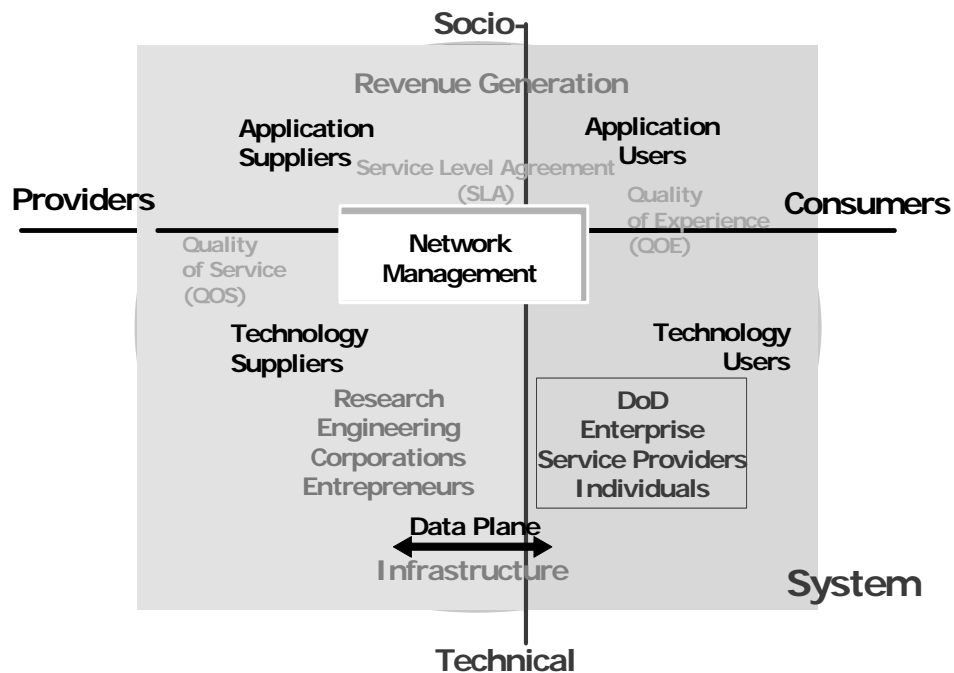 Socio
Revenue Generation
Application
Suppliers
Application
Users
Service Level Agreement
(SLA)
Providers
Quality
of Experience
(QOE)
Consumers
Quality
of Service
(QOS)
Network
Management
Technology
Suppliers
Technology
Users
Research
Engineering
Corporations
Entrepreneurs
DoD
Enterprise
Service Providers
Individuals
Data Plane
Infrastructure
System
Technical